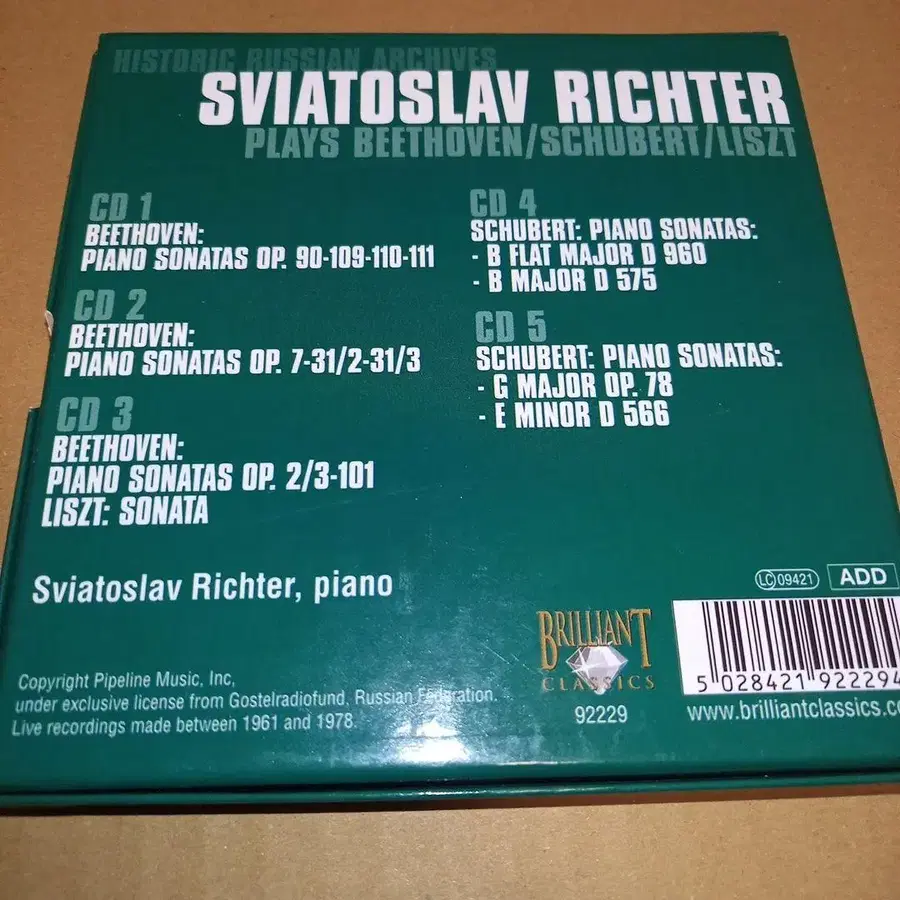 HISTORIC RUSSIAN ARCHIVES
SVIATOSLAV RICHTER
PLAYS BEETHOVEN/SCHUBERT/LISZT
CD 1
BEETHOVEN:
PIANO SONATAS OP. 90-109-110-111
CD 2
BEETHOVEN:
PIANO SONATAS OP. 7-31/2-31/3
CD 3
BEETHOVEN:
PIANO SONATAS OP. 2/3-101
LISZT: SONATA
CD 4
SCHUBERT: PIANO SONATAS:
- B FLAT MAJOR D 960
- B MAJOR D 575
CD 5
SCHUBERT: PIANO SONATAS:
- G MAJOR OP. 78
- E MINOR D 566
Sviatoslav Richter, piano
Copyright Pipeline Music, Inc,
under exclusive license from Gostelradiofund, Russian Federation.
Live recordings made between 1961 and 1978.
BRILLIANT
CLASSICS
92229
LC 09421
ADD
5 028421 922294
www.brilliantclassics.co